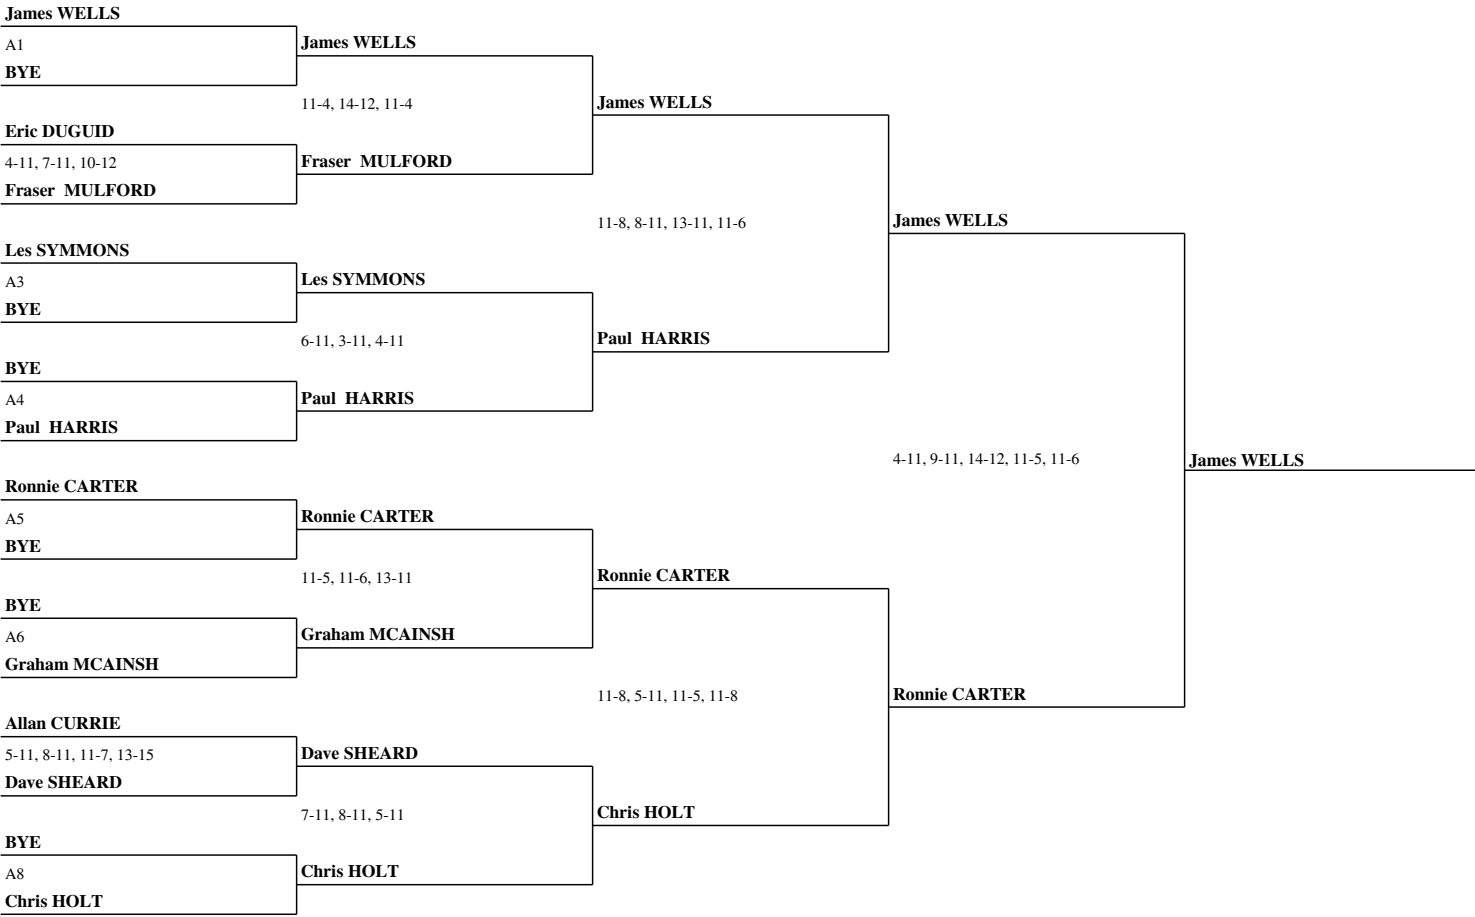 James WELLS
A1
BYE
Eric DUGUID
4-11, 7-11, 10-12
Fraser  MULFORD
Les SYMMONS
A3
BYE
BYE
A4
Paul  HARRIS
Ronnie CARTER
A5
BYE
BYE
A6
Graham MCAINSH
Allan CURRIE
5-11, 8-11, 11-7, 13-15
Dave SHEARD
BYE
A8
Chris HOLT
James WELLS
11-4, 14-12, 11-4
Fraser  MULFORD
Les SYMMONS
6-11, 3-11, 4-11
Paul  HARRIS
Ronnie CARTER
11-5, 11-6, 13-11
Graham MCAINSH
Dave SHEARD
7-11, 8-11, 5-11
Chris HOLT
James WELLS
11-8, 8-11, 13-11, 11-6
Paul  HARRIS
Ronnie CARTER
11-8, 5-11, 11-5, 11-8
Chris HOLT
James WELLS
4-11, 9-11, 14-12, 11-5, 11-6
Ronnie CARTER
James WELLS